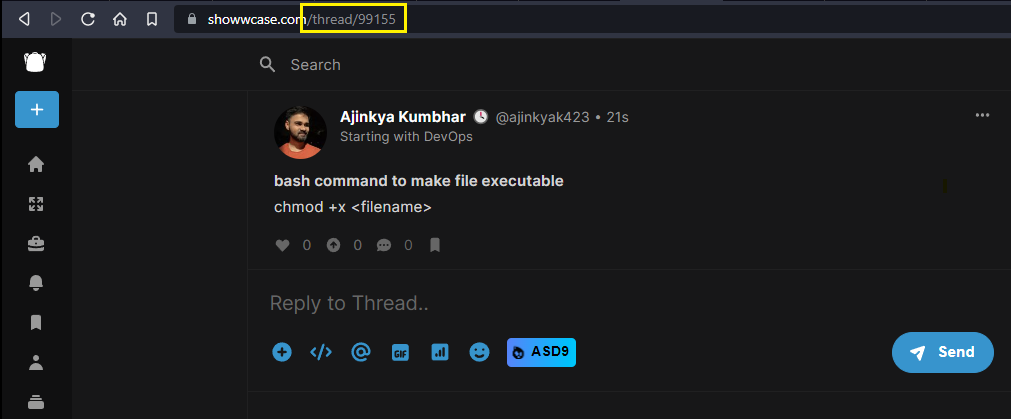 showwcase.com/thread/99155
Search
Ajinkya Kumbhar @ajinkyak423 • 21s
Starting with DevOps
bash command to make file executable
chmod +x <filename>
0 0 0
Reply to Thread..
GIF ASD9 Send